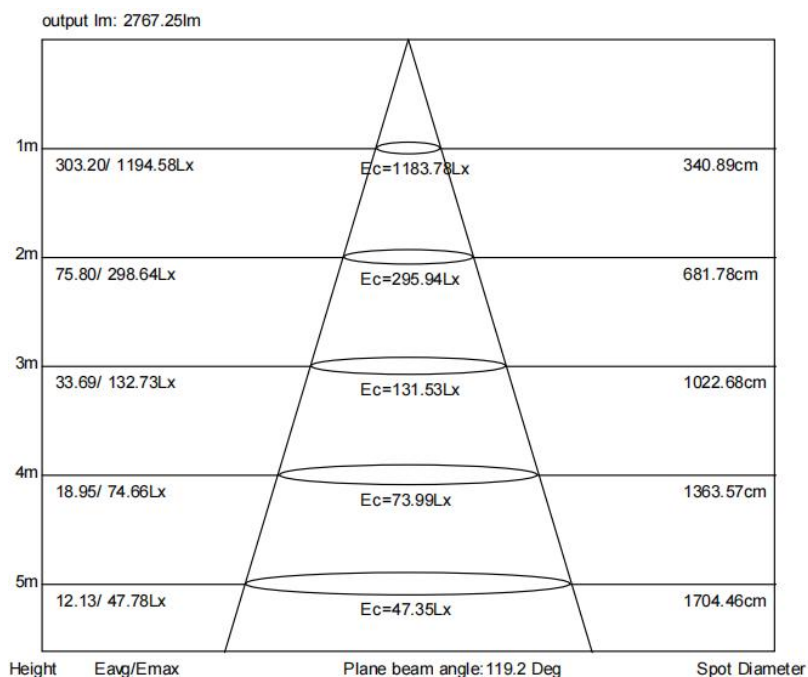 output lm: 2767.25lm
1m
303.20/ 1194.58Lx
Ec=1183.78Lx
340.89cm
2m
75.80/ 298.64Lx
Ec=295.94Lx
681.78cm
3m
33.69/ 132.73Lx
Ec=131.53Lx
1022.68cm
4m
18.95/ 74.66Lx
Ec=73.99Lx
1363.57cm
5m
12.13/ 47.78Lx
Ec=47.35Lx
1704.46cm
Height Eavg/Emax Plane beam angle:119.2 Deg Spot Diameter